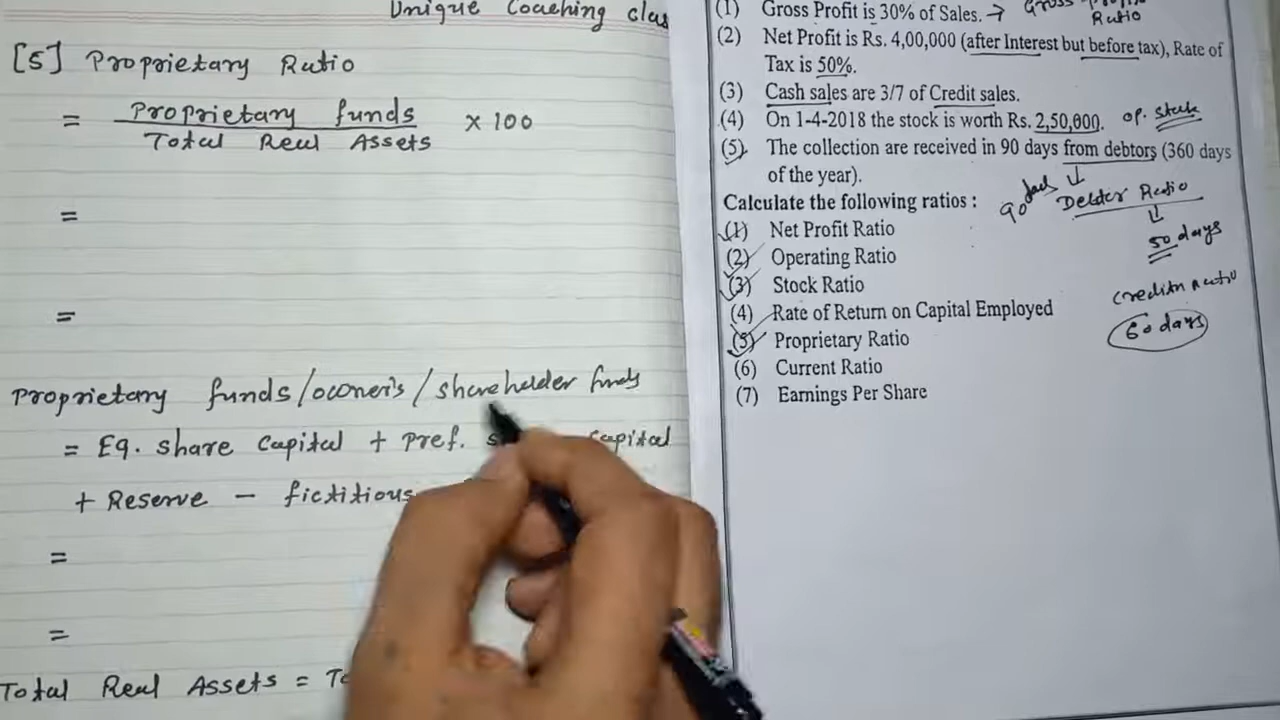 Unique Coaching clas
[5] Proprietary Ratio
= Proprietary funds × 100
Total Real Assets
=
=
Proprietary funds/owner's/shareholder funds
= Eq. share capital + pref. s capital
+ Reserve - fictitious
=
=
Total Real Assets = To
(1) Gross Profit is 30% of Sales. → Gross
Ratio
(2) Net Profit is Rs. 4,00,000 (after Interest but before tax), Rate of
Tax is 50%.
(3) Cash sales are 3/7 of Credit sales.
(4) On 1-4-2018 the stock is worth Rs. 2,50,000. op. stock
(5) The collection are received in 90 days from debtors (360 days
of the year).
90 days ↓ Debtor Ratio
↓
50 days
Calculate the following ratios :
(1) Net Profit Ratio
(2) Operating Ratio
(3) Stock Ratio
(4) Rate of Return on Capital Employed
(5) Proprietary Ratio
(6) Current Ratio
(7) Earnings Per Share
60 days